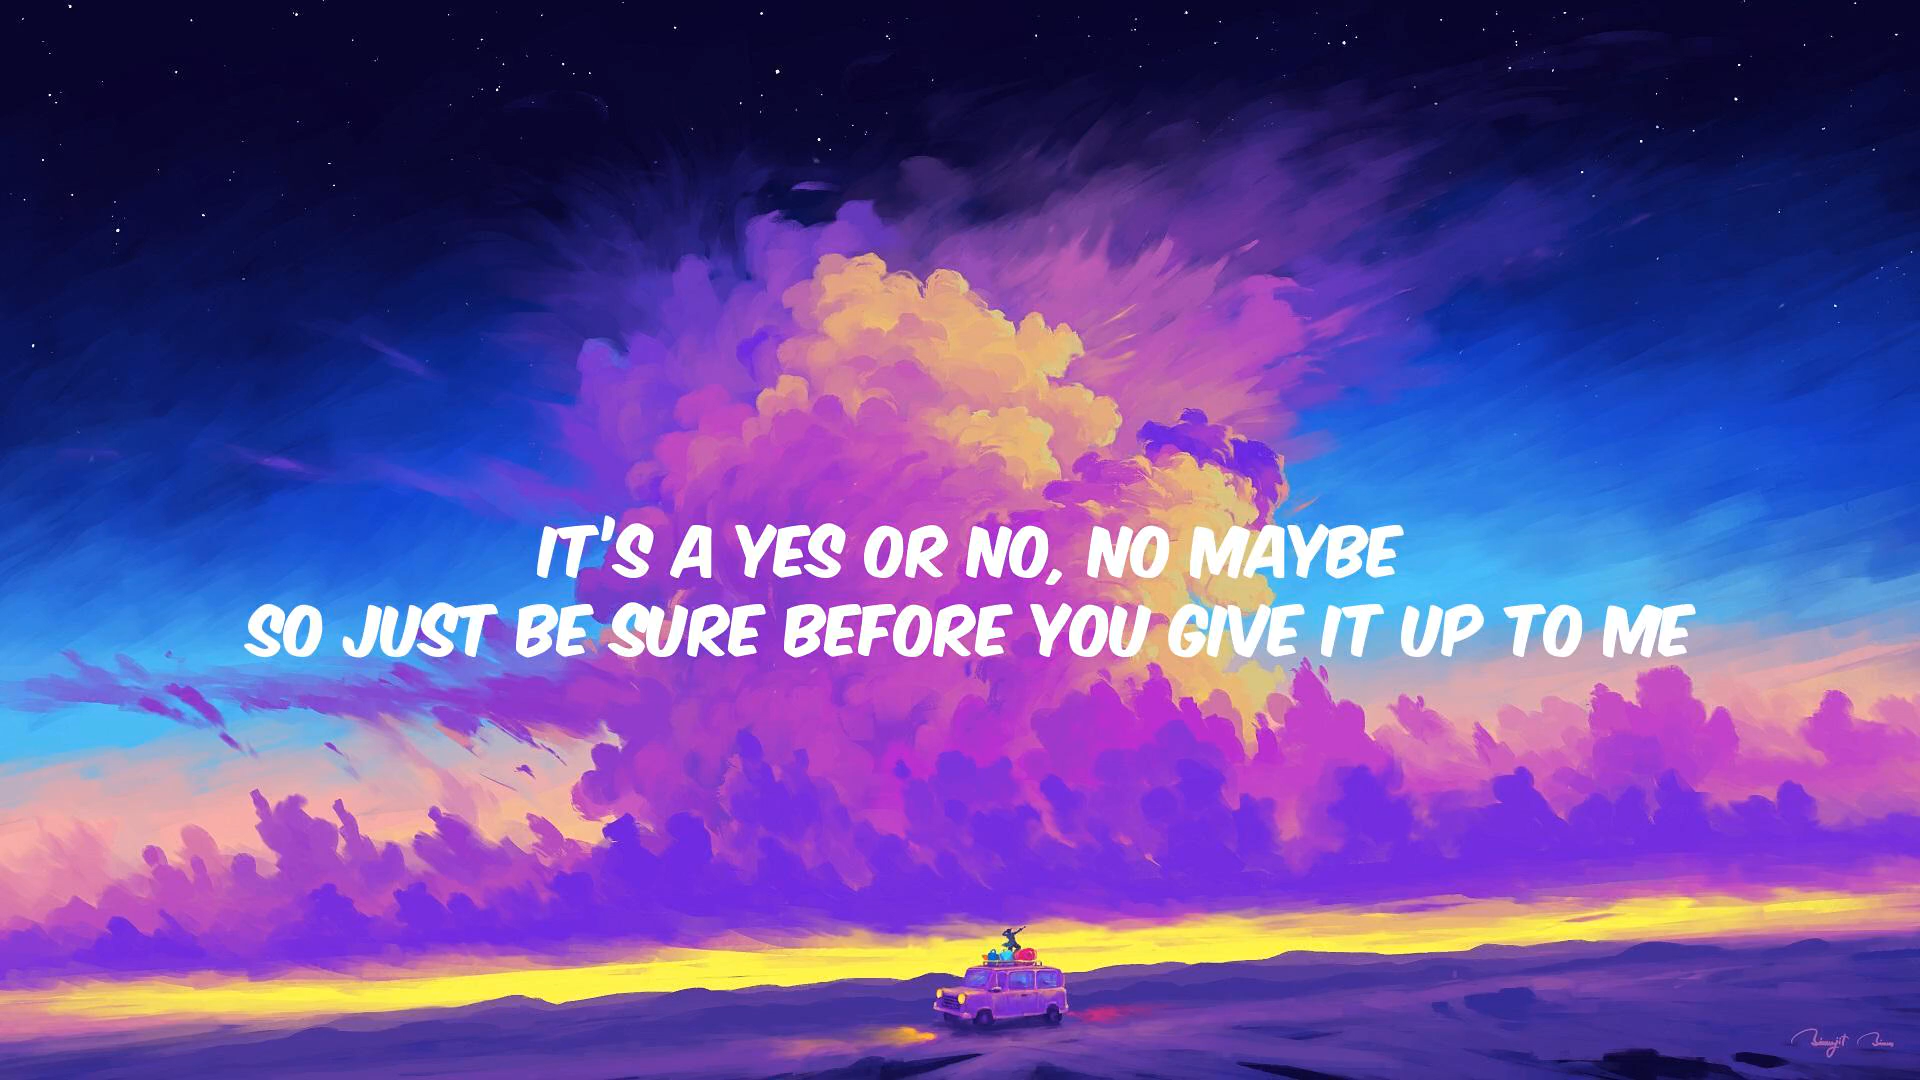 IT'S A YES OR NO, NO MAYBE
SO JUST BE SURE BEFORE YOU GIVE IT UP TO ME